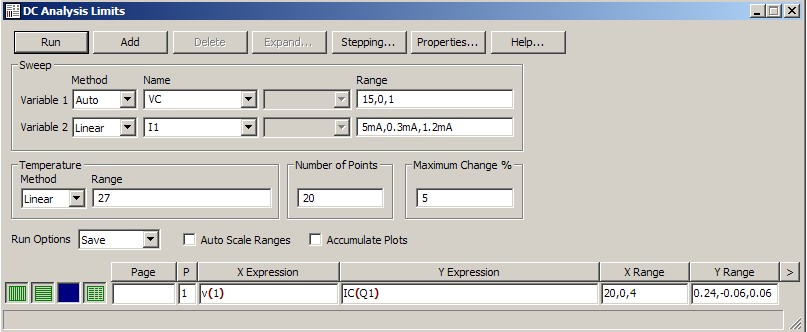 DC Analysis Limits
Run Add Delete Expand... Stepping... Properties... Help...
Sweep
Method Name Range
Variable 1 Auto VC 15,0,1
Variable 2 Linear I1 5mA,0.3mA,1.2mA
Temperature Number of Points Maximum Change %
Method Range
Linear 27 20 5
Run Options Save Auto Scale Ranges Accumulate Plots
Page P X Expression Y Expression X Range Y Range >
1 v(1) IC(Q1) 20,0,4 0.24,-0.06,0.06